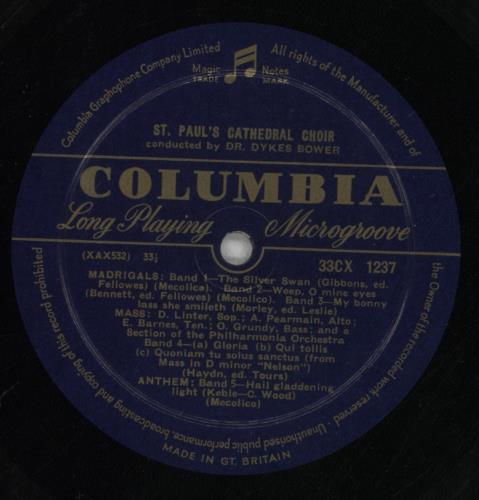 Columbia Graphophone Company Limited
All rights of the Manufacturer and of
the Owner of the recorded work reserved - Unauthorised public performance, broadcasting and copying of this record prohibited
Magic Notes
TRADE MARK
ST. PAUL'S CATHEDRAL CHOIR
conducted by DR. DYKES BOWER
COLUMBIA
Long Playing Microgroove
(XAX532) 33⅓
33CX 1237
MADRIGALS: Band 1—The Silver Swan (Gibbons, ed.
Fellowes) (Mecolico). Band 2—Weep, O mine eyes
(Bennett, ed. Fellowes) (Mecolico). Band 3—My bonny
lass she smileth (Morley, ed. Leslie)
MASS: D. Linter, Sop.; A. Pearmain, Alto;
E. Barnes, Ten.; O. Grundy, Bass; and a
Section of the Philharmonia Orchestra
Band 4—(a) Gloria (b) Qui tollis
(c) Quoniam tu solus sanctus (from
Mass in D minor "Nelson")
(Haydn, ed. Tours)
ANTHEM: Band 5—Hail gladdening
light (Keble-C. Wood)
(Mecolico)
MADE IN GT. BRITAIN